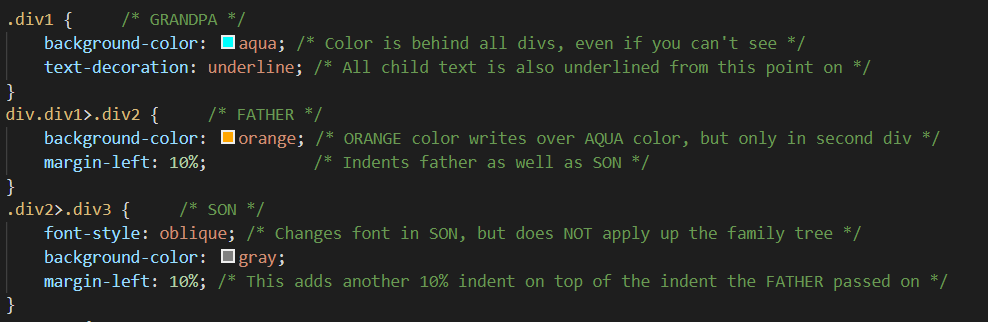 .div1 {     /* GRANDPA */
    background-color: aqua; /* Color is behind all divs, even if you can't see */
    text-decoration: underline; /* All child text is also underlined from this point on */
}
div.div1>.div2 {     /* FATHER */
    background-color: orange; /* ORANGE color writes over AQUA color, but only in second div */
    margin-left: 10%;          /* Indents father as well as SON */
}
.div2>.div3 {     /* SON */
    font-style: oblique; /* Changes font in SON, but does NOT apply up the family tree */
    background-color: gray;
    margin-left: 10%; /* This adds another 10% indent on top of the indent the FATHER passed on */
}